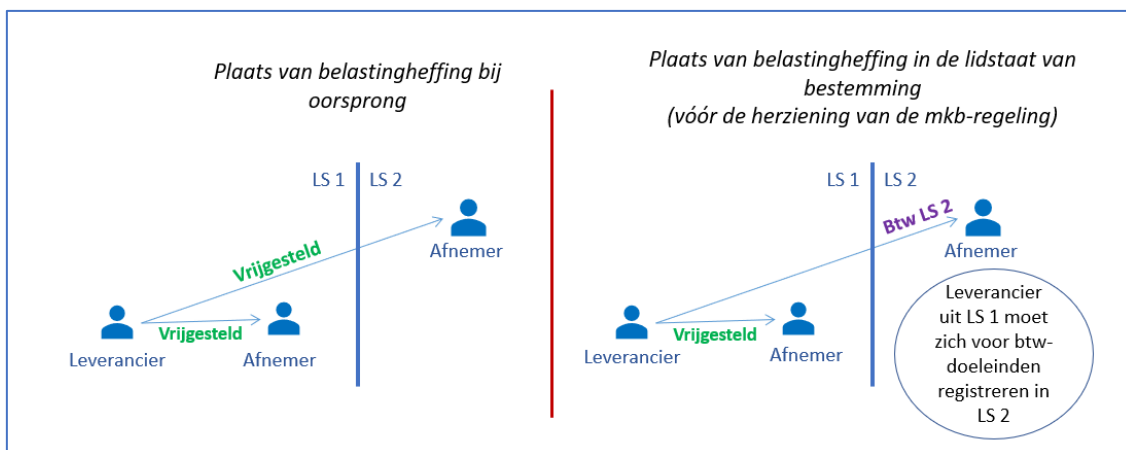 Plaats van belastingheffing bij
oorsprong
LS 1
LS 2
Afnemer
Vrijgesteld
Vrijgesteld
Leverancier
Afnemer
Plaats van belastingheffing in de lidstaat van
bestemming
(vóór de herziening van de mkb-regeling)
LS 1
LS 2
Btw LS 2
Afnemer
Vrijgesteld
Leverancier
Afnemer
Leverancier
uit LS 1 moet
zich voor btw-
doeleinden
registreren in
LS 2